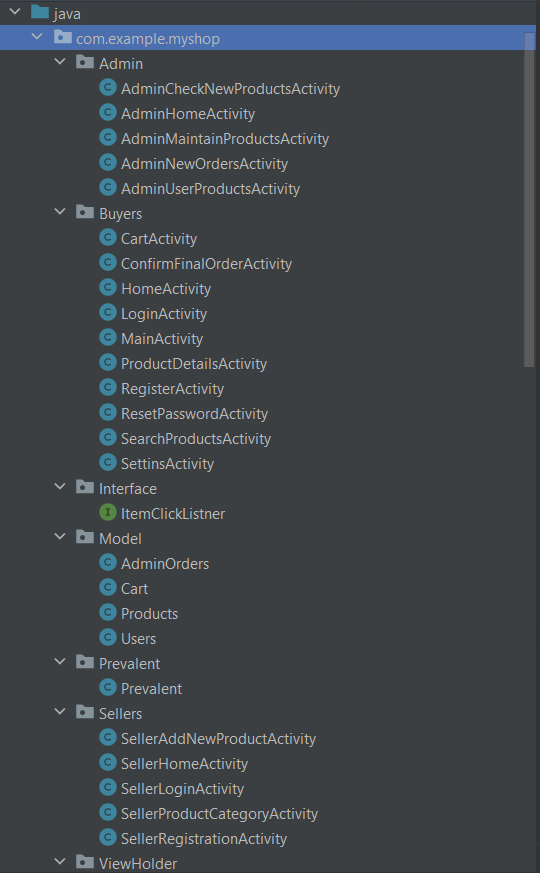 java
com.example.myshop
Admin
C AdminCheckNewProductsActivity
C AdminHomeActivity
C AdminMaintainProductsActivity
C AdminNewOrdersActivity
C AdminUserProductsActivity
Buyers
C CartActivity
C ConfirmFinalOrderActivity
C HomeActivity
C LoginActivity
C MainActivity
C ProductDetailsActivity
C RegisterActivity
C ResetPasswordActivity
C SearchProductsActivity
C SettinsActivity
Interface
I ItemClickListner
Model
C AdminOrders
C Cart
C Products
C Users
Prevalent
C Prevalent
Sellers
C SellerAddNewProductActivity
C SellerHomeActivity
C SellerLoginActivity
C SellerProductCategoryActivity
C SellerRegistrationActivity
ViewHolder